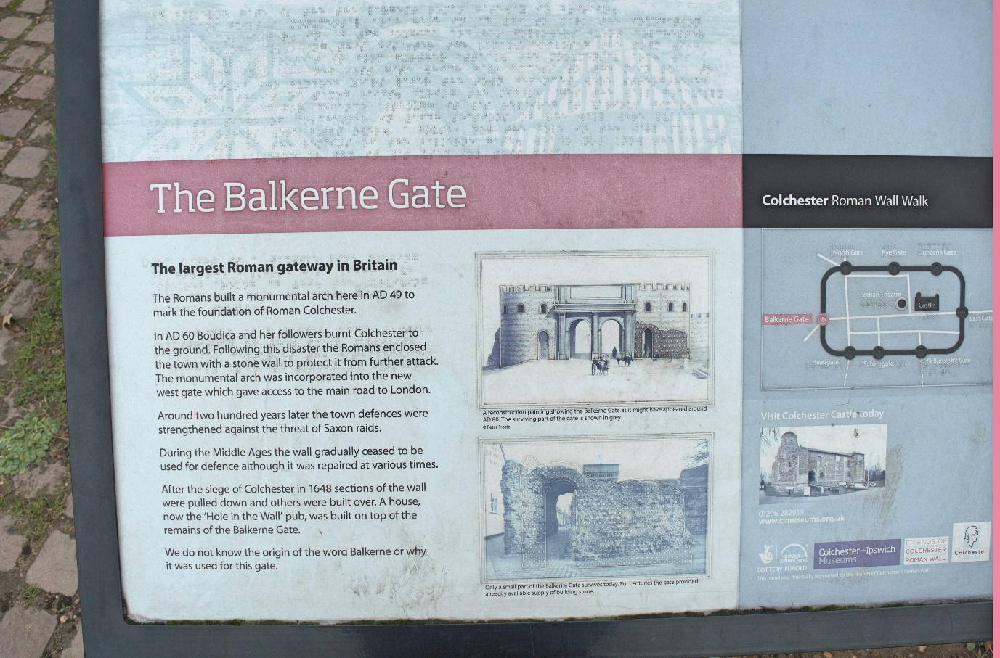 The Balkerne Gate
The largest Roman gateway in Britain
The Romans built a monumental arch here in AD 49 to
mark the foundation of Roman Colchester.
In AD 60 Boudica and her followers burnt Colchester to
the ground. Following this disaster the Romans enclosed
the town with a stone wall to protect it from further attack.
The monumental arch was incorporated into the new
west gate which gave access to the main road to London.
Around two hundred years later the town defences were
strengthened against the threat of Saxon raids.
During the Middle Ages the wall gradually ceased to be
used for defence although it was repaired at various times.
After the siege of Colchester in 1648 sections of the wall
were pulled down and others were built over. A house,
now the ‘Hole in the Wall’ pub, was built on top of the
remains of the Balkerne Gate.
We do not know the origin of the word Balkerne or why
it was used for this gate.
A reconstruction painting showing the Balkerne Gate as it might have appeared around
AD 80. The surviving part of the gate is shown in grey.
© Peter Froste
Only a small part of the Balkerne Gate survives today. For centuries the gate provided
a readily available supply of building stone.
Colchester Roman Wall Walk
North Gate
Rye Gate
Duncan's Gate
Roman Theatre
Castle
Balkerne Gate
East Gate
Headgate
Scheregate
St Botolph's Gate
Visit Colchester Castle today
01206 282939
www.cimuseums.org.uk
heritage
lottery fund
LOTTERY FUNDED
Colchester+Ipswich
Museums
FRIENDS OF
COLCHESTER
ROMAN WALL
Colchester
This panel was financially supported by the Friends of Colchester's Roman Wall.